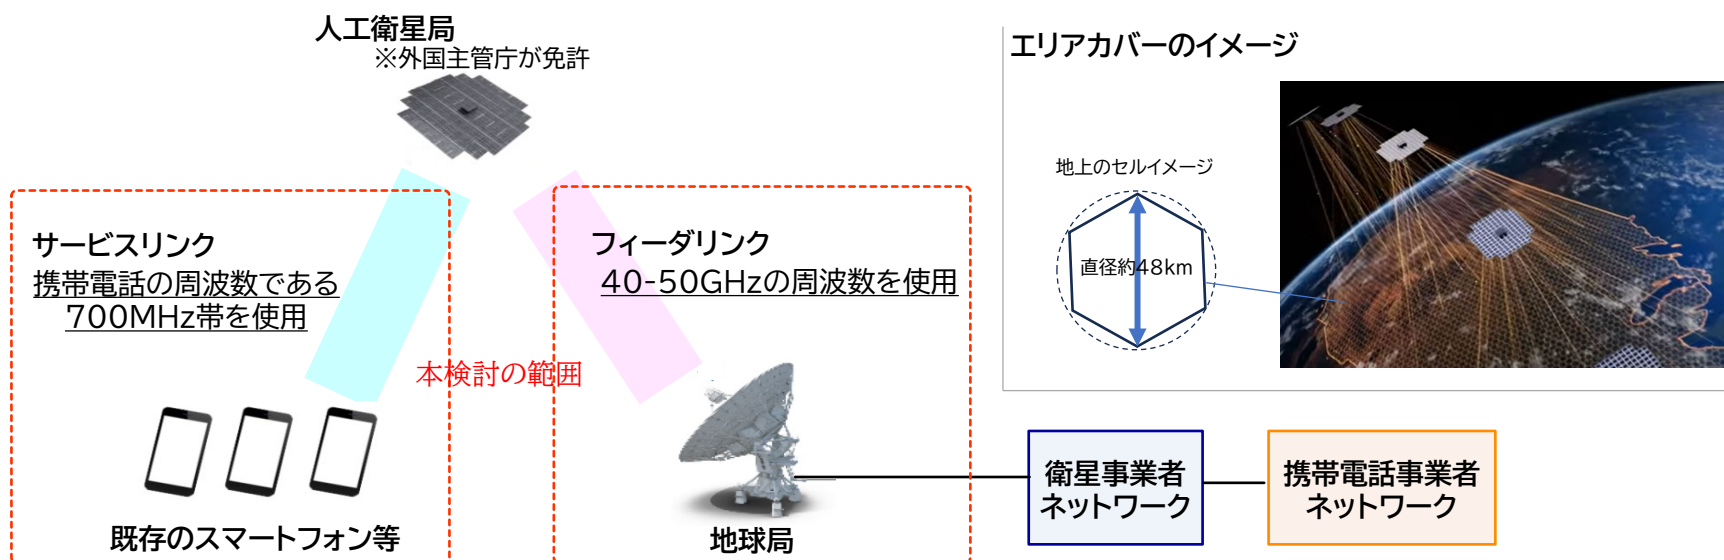 人工衛星局
※外国主管庁が免許
サービスリンク
携帯電話の周波数である
700MHz帯を使用
フィーダリンク
40-50GHzの周波数を使用
本検討の範囲
既存のスマートフォン等
地球局
エリアカバーのイメージ
地上のセルイメージ
直径約48km
衛星事業者
ネットワーク
携帯電話事業者
ネットワーク